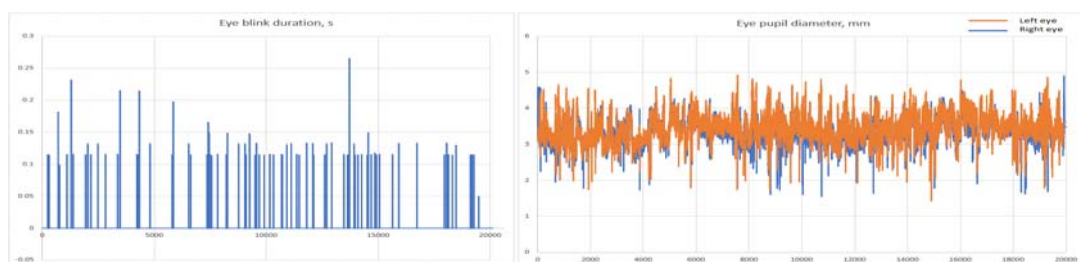 Eye blink duration, s
0.3
0.25
0.2
0.15
0.1
0.05
0
-0.05
0 5000 10000 15000 20000
Eye pupil diameter, mm
Left eye
Right eye
6
5
4
3
2
1
0
0 2000 4000 6000 8000 10000 12000 14000 16000 18000 20000